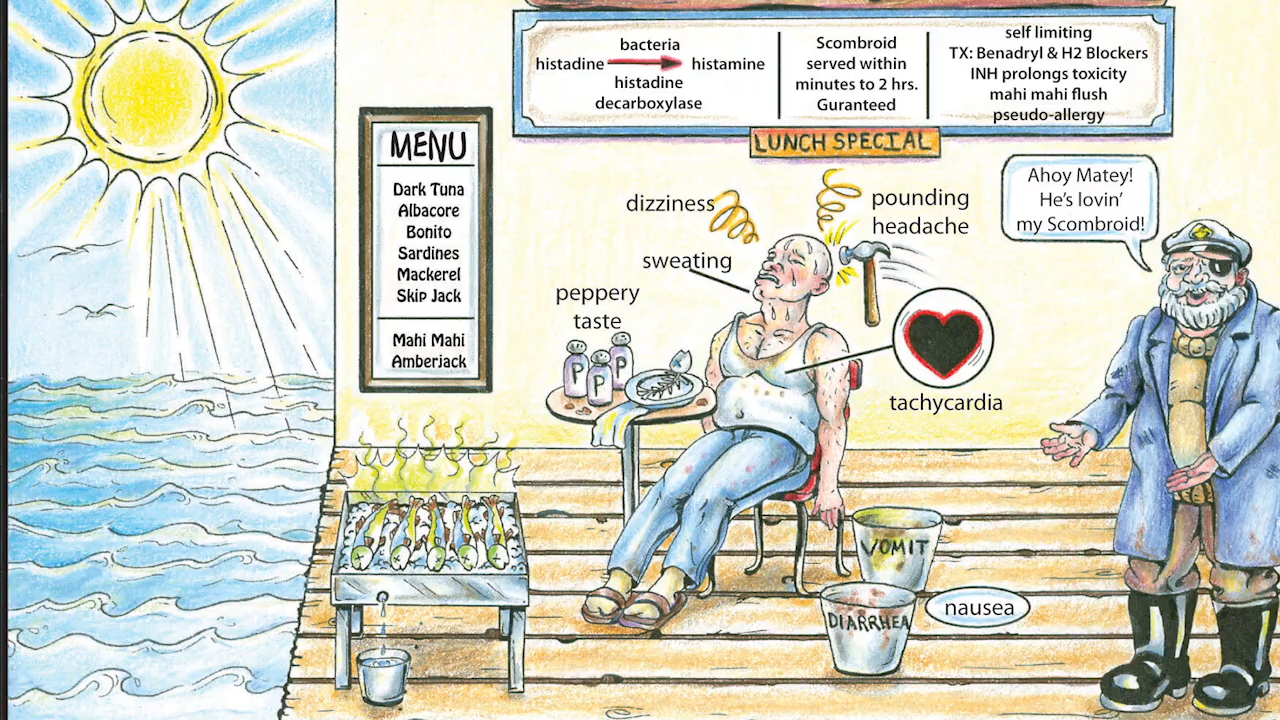 bacteria
histadine histamine
histadine
decarboxylase
Scombroid
served within
minutes to 2 hrs.
Guranteed
self limiting
TX: Benadryl & H2 Blockers
INH prolongs toxicity
mahi mahi flush
pseudo-allergy
LUNCH SPECIAL
MENU
Dark Tuna
Albacore
Bonito
Sardines
Mackerel
Skip Jack
Mahi Mahi
Amberjack
dizziness
pounding
headache
sweating
peppery
taste
P
P
P
tachycardia
Ahoy Matey!
He's lovin'
my Scombroid!
VOMIT
DIARRHEA
nausea